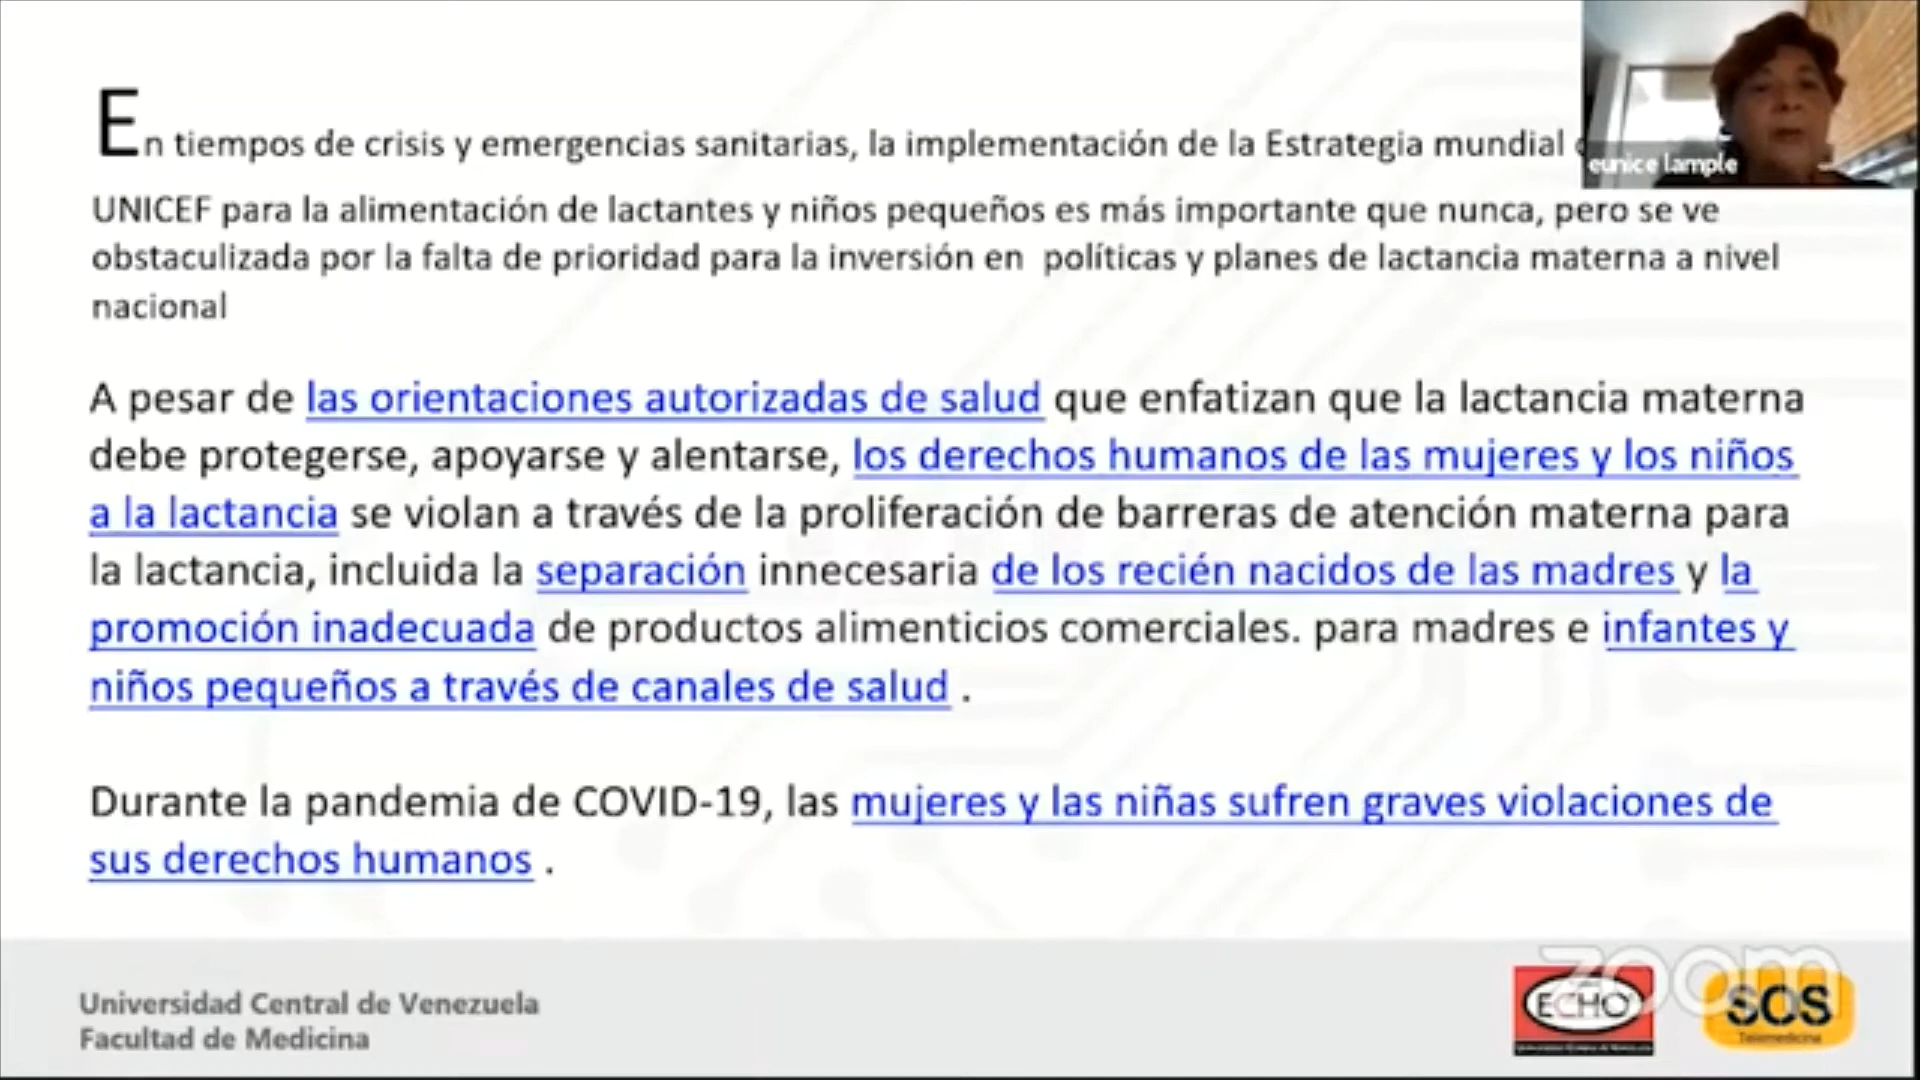 En tiempos de crisis y emergencias sanitarias, la implementación de la Estrategia mundial
eunice lample
UNICEF para la alimentación de lactantes y niños pequeños es más importante que nunca, pero se ve
obstaculizada por la falta de prioridad para la inversión en políticas y planes de lactancia materna a nivel
nacional
A pesar de las orientaciones autorizadas de salud que enfatizan que la lactancia materna
debe protegerse, apoyarse y alentarse, los derechos humanos de las mujeres y los niños
a la lactancia se violan a través de la proliferación de barreras de atención materna para
la lactancia, incluida la separación innecesaria de los recién nacidos de las madres y la
promoción inadecuada de productos alimenticios comerciales. para madres e infantes y
niños pequeños a través de canales de salud .
Durante la pandemia de COVID-19, las mujeres y las niñas sufren graves violaciones de
sus derechos humanos .
Universidad Central de Venezuela
Facultad de Medicina
zoom
ECHO
SOS
Telemedicina